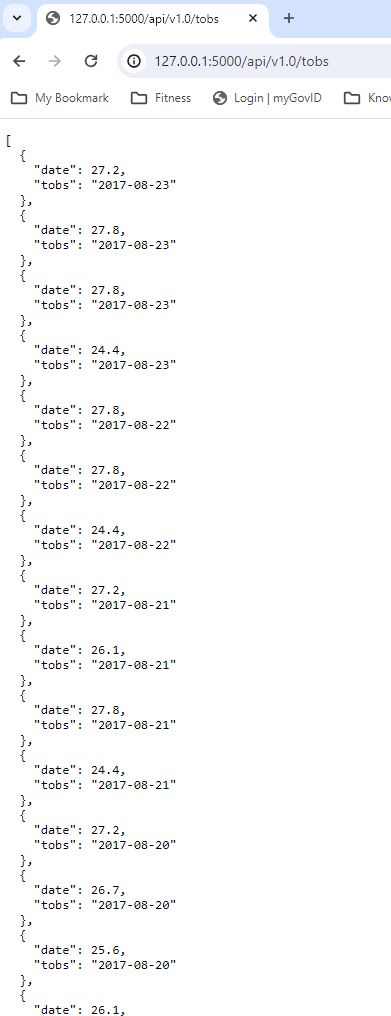 127.0.0.1:5000/api/v1.0/tobs
127.0.0.1:5000/api/v1.0/tobs
My Bookmark Fitness Login | myGovID Know
[
{
"date": 27.2,
"tobs": "2017-08-23"
},
{
"date": 27.8,
"tobs": "2017-08-23"
},
{
"date": 27.8,
"tobs": "2017-08-23"
},
{
"date": 24.4,
"tobs": "2017-08-23"
},
{
"date": 27.8,
"tobs": "2017-08-22"
},
{
"date": 27.8,
"tobs": "2017-08-22"
},
{
"date": 24.4,
"tobs": "2017-08-22"
},
{
"date": 27.2,
"tobs": "2017-08-21"
},
{
"date": 26.1,
"tobs": "2017-08-21"
},
{
"date": 27.8,
"tobs": "2017-08-21"
},
{
"date": 24.4,
"tobs": "2017-08-21"
},
{
"date": 27.2,
"tobs": "2017-08-20"
},
{
"date": 26.7,
"tobs": "2017-08-20"
},
{
"date": 25.6,
"tobs": "2017-08-20"
},
{
"date": 26.1,